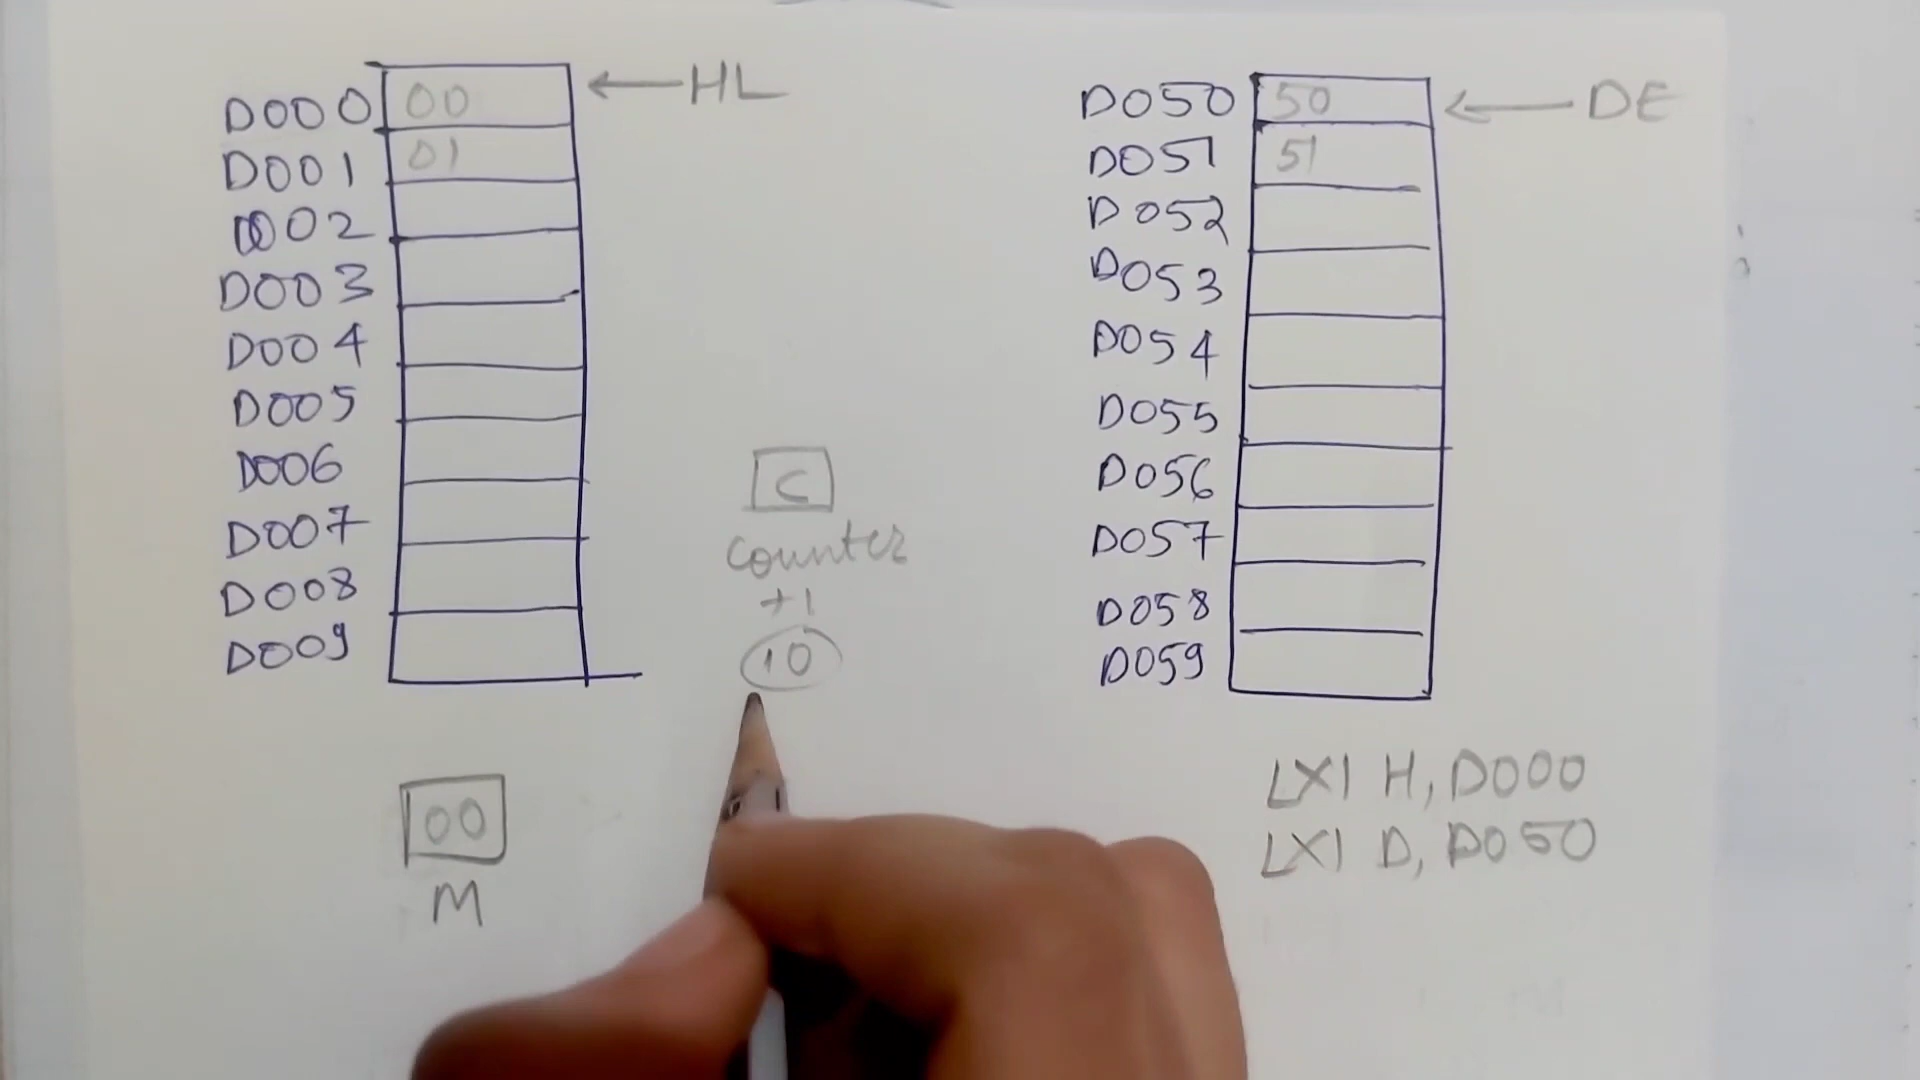 D000 00 ← HL
D001 01
D002
D003
D004
D005
D006
D007
D008
D009
C
counter
+1
10
D050 50 ← DE
D051 51
D052
D053
D054
D055
D056
D057
D058
D059
00
M
LXI H, D000
LXI D, D050